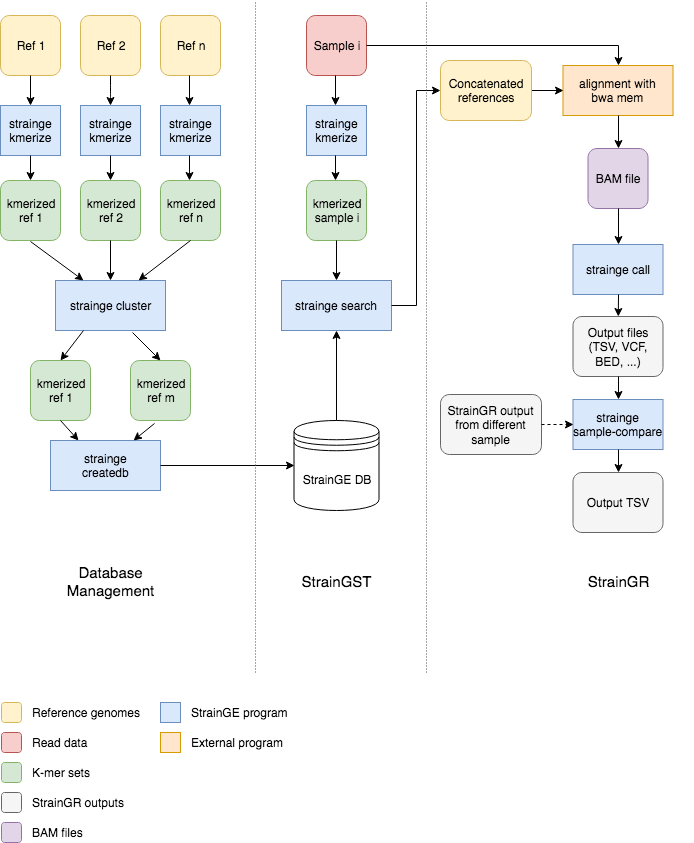 Ref 1
Ref 2
Ref n
strainge
kmerize
strainge
kmerize
strainge
kmerize
kmerized
ref 1
kmerized
ref 2
kmerized
ref n
strainge cluster
kmerized
ref 1
kmerized
ref m
strainge
createdb
Database
Management
Sample i
strainge
kmerize
kmerized
sample i
strainge search
StrainGE DB
StrainGST
Concatenated
references
alignment with
bwa mem
BAM file
strainge call
Output files
(TSV, VCF,
BED, ...)
StrainGR output
from different
sample
strainge
sample-compare
Output TSV
StrainGR
Reference genomes
Read data
K-mer sets
StrainGR outputs
BAM files
StrainGE program
External program